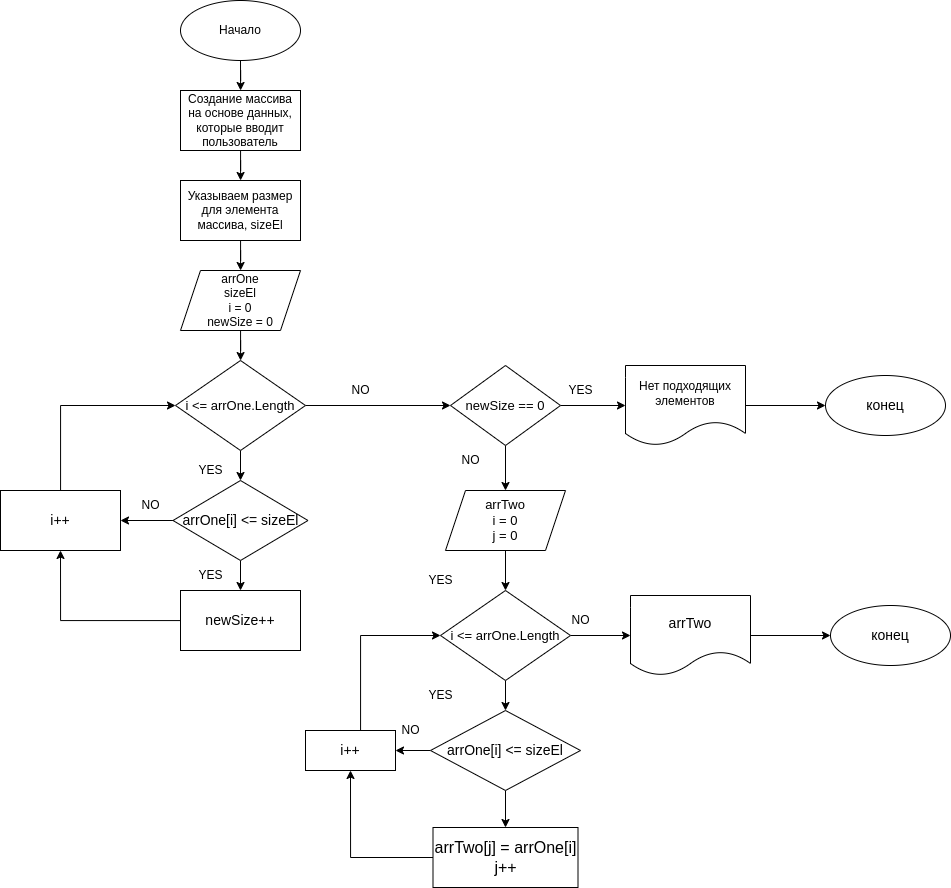 Начало
Создание массива
на основе данных,
которые вводит
пользователь
Указываем размер
для элемента
массива, sizeEl
arrOne
sizeEl
i = 0
newSize = 0
i <= arrOne.Length
NO
newSize == 0
YES
Нет подходящих
элементов
конец
YES
NO
arrOne[i] <= sizeEl
NO
i++
YES
newSize++
arrTwo
i = 0
j = 0
YES
i <= arrOne.Length
NO
arrTwo
конец
YES
arrOne[i] <= sizeEl
NO
i++
arrTwo[j] = arrOne[i]
j++